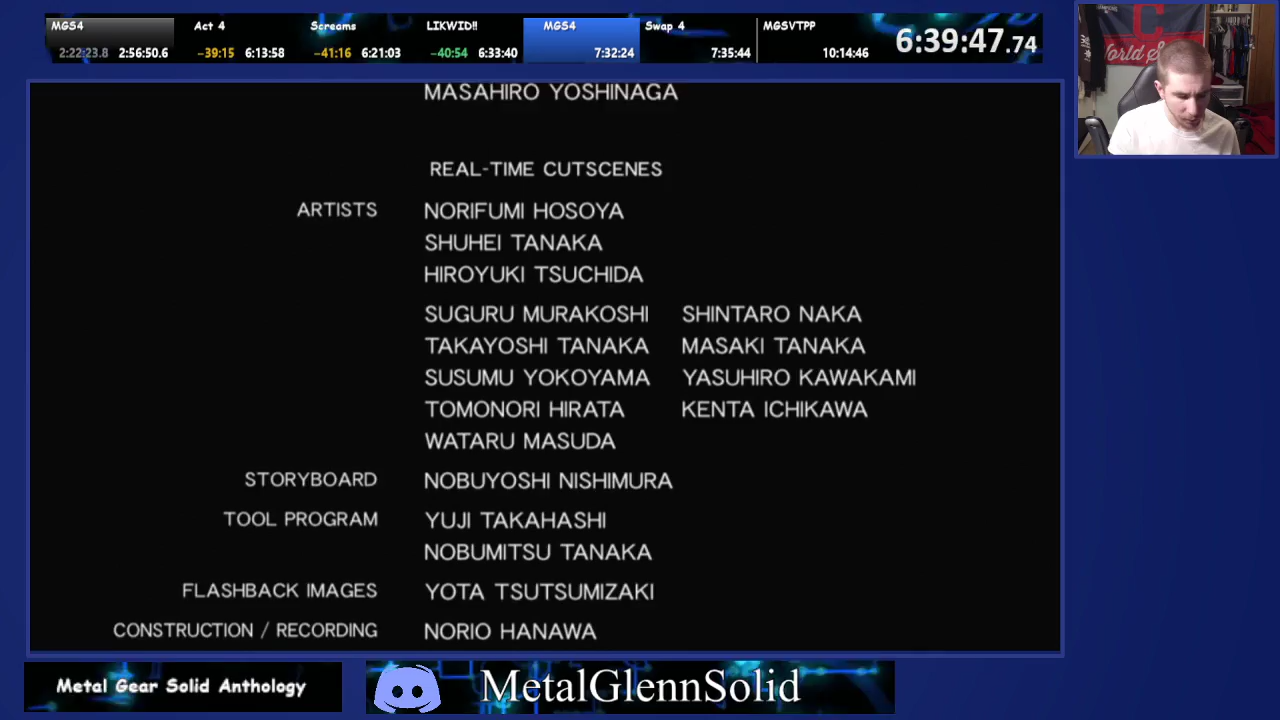 MGS4 Act 4 Screams LIKWID!! MGS4 Swap 4 MGSVTPP
2:22:23.8 2:56:50.6 -39:15 6:13:58 -41:16 6:21:03 -40:54 6:33:40 7:32:24 7:35:44 10:14:46
6:39:47.74
MASAHIRO YOSHINAGA
REAL-TIME CUTSCENES
ARTISTS NORIFUMI HOSOYA
SHUHEI TANAKA
HIROYUKI TSUCHIDA
SUGURU MURAKOSHI SHINTARO NAKA
TAKAYOSHI TANAKA MASAKI TANAKA
SUSUMU YOKOYAMA YASUHIRO KAWAKAMI
TOMONORI HIRATA KENTA ICHIKAWA
WATARU MASUDA
STORYBOARD NOBUYOSHI NISHIMURA
TOOL PROGRAM YUJI TAKAHASHI
NOBUMITSU TANAKA
FLASHBACK IMAGES YOTA TSUTSUMIZAKI
CONSTRUCTION / RECORDING NORIO HANAWA
Metal Gear Solid Anthology
MetalGlennSolid